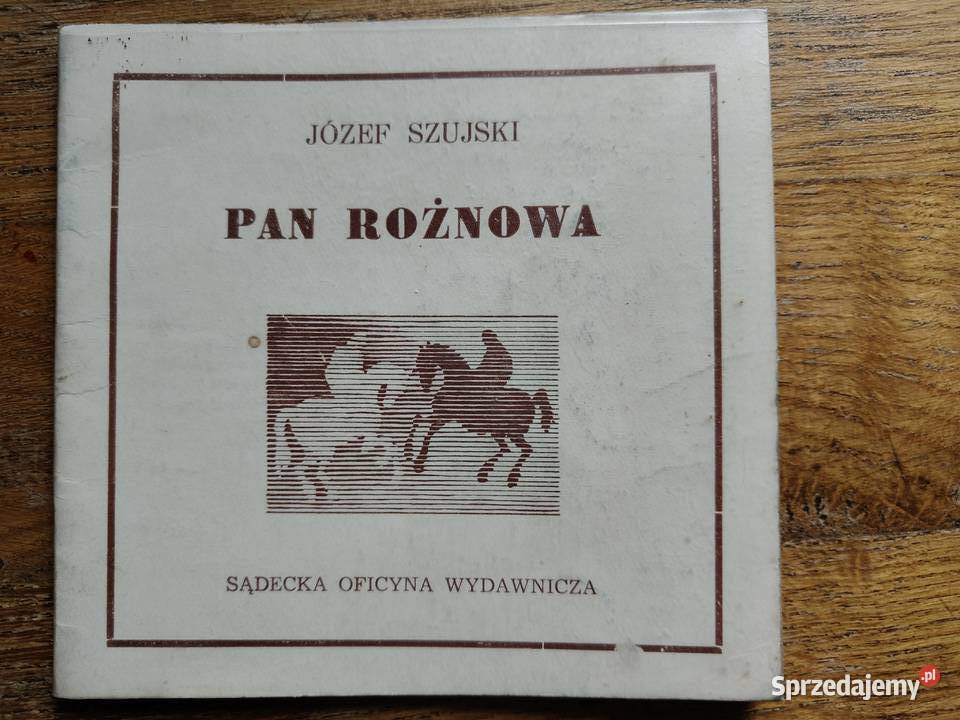 JÓZEF SZUJSKI
PAN ROŻNOWA
SĄDECKA OFICYNA WYDAWNICZA
Sprzedajemy.pl